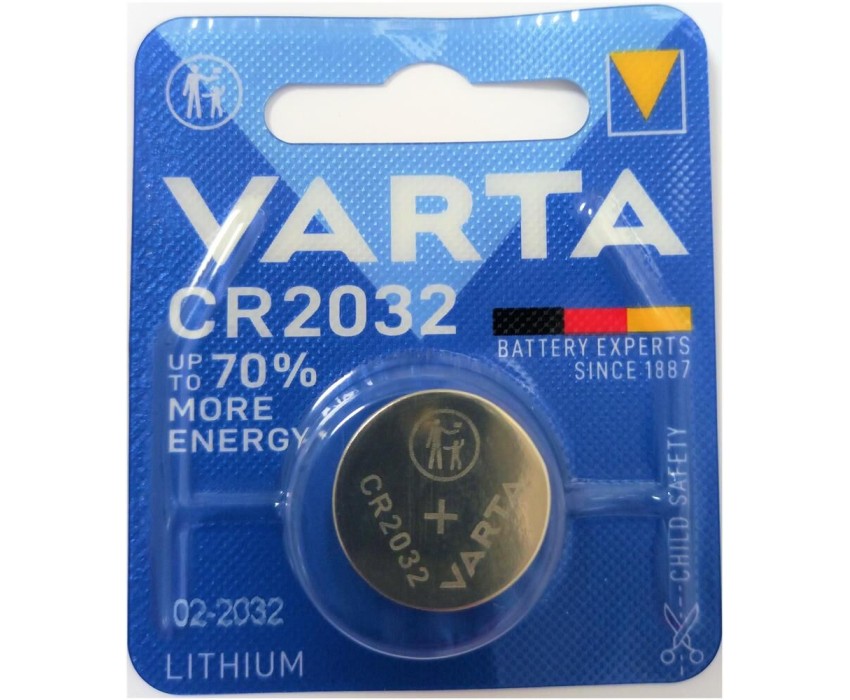 VARTA
CR2032
BATTERY EXPERTS
SINCE 1887
UP TO 70%
MORE
ENERGY
CR2032
+
VARTA
CHILD SAFETY
02-2032
LITHIUM